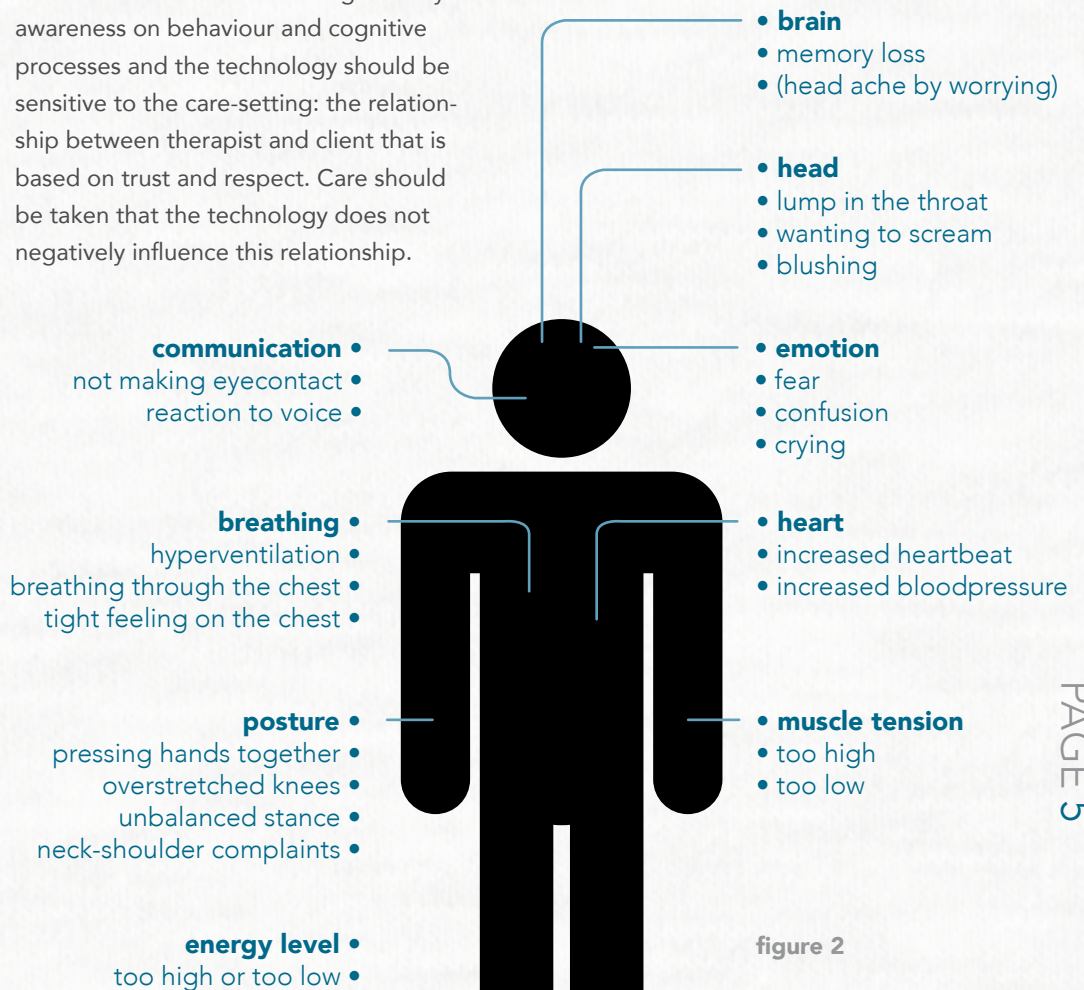 awareness on behaviour and cognitive
processes and the technology should be
sensitive to the care-setting: the relation-
ship between therapist and client that is
based on trust and respect. Care should
be taken that the technology does not
negatively influence this relationship.
• brain
• memory loss
• (head ache by worrying)
• head
• lump in the throat
• wanting to scream
• blushing
communication •
not making eyecontact •
reaction to voice •
• emotion
• fear
• confusion
• crying
breathing •
hyperventilation •
breathing through the chest •
tight feeling on the chest •
• heart
• increased heartbeat
• increased bloodpressure
posture •
pressing hands together •
overstretched knees •
unbalanced stance •
neck-shoulder complaints •
• muscle tension
• too high
• too low
energy level •
too high or too low •
figure 2
PAGE 5